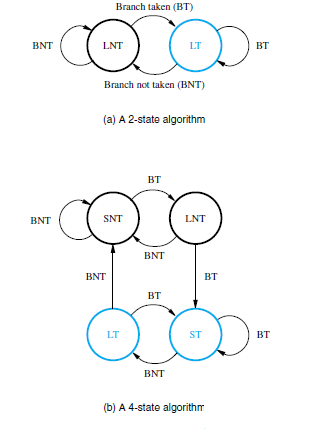 Branch taken (BT)
BNT
LNT
LT
BT
Branch not taken (BNT)
(a) A 2-state algorithm
BT
BNT
SNT
LNT
BNT
BNT
BT
BT
LT
ST
BT
BNT
(b) A 4-state algorithm